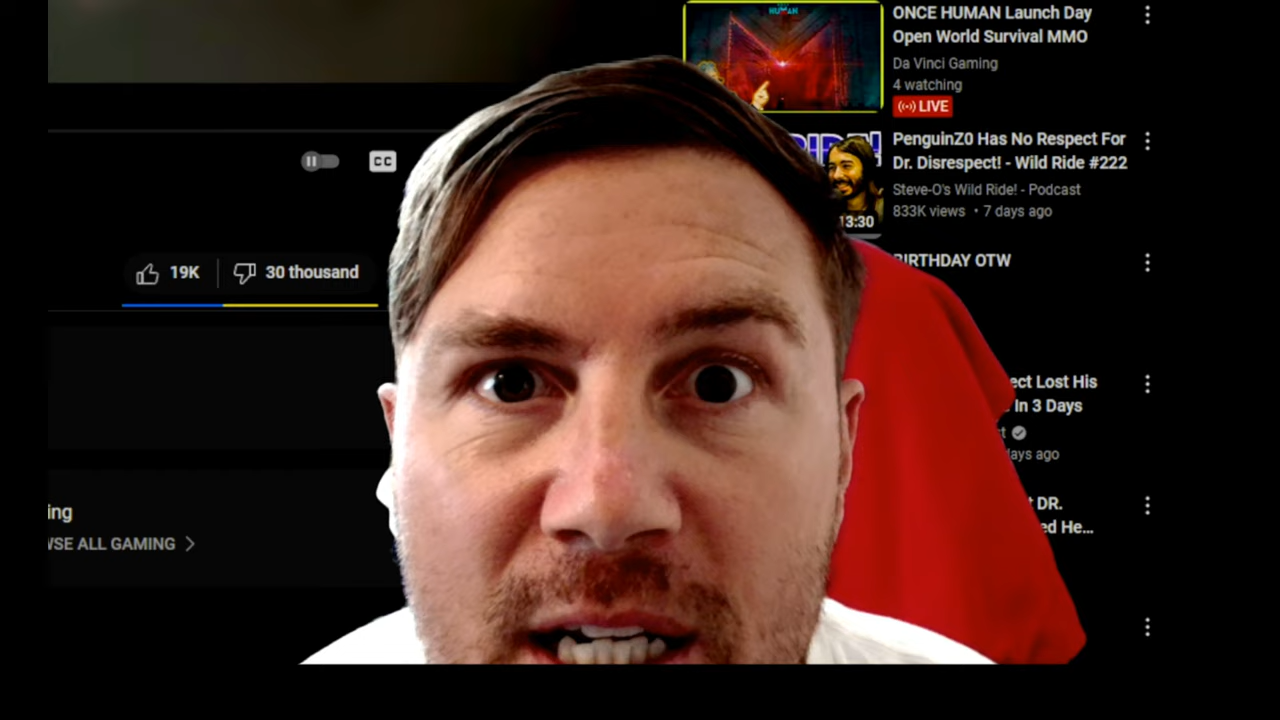 HUMAN
ONCE HUMAN Launch Day
Open World Survival MMO
Da Vinci Gaming
4 watching
LIVE
PenguinZ0 Has No Respect For
Dr. Disrespect! - Wild Ride #222
Steve-O's Wild Ride! - Podcast
833K views • 7 days ago
13:30
CC
19K
30 thousand
BIRTHDAY OTW
ect Lost His
In 3 Days
t
days ago
DR.
ed He...
ing
WSE ALL GAMING